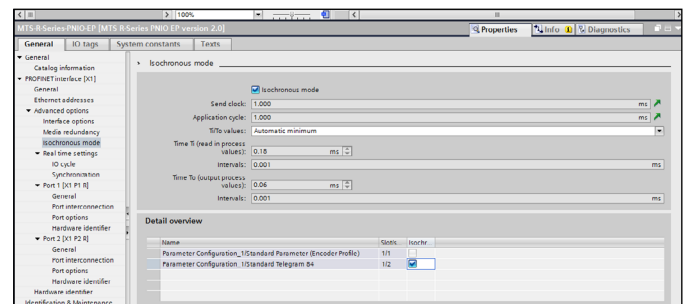 100%
MTS-R-Series-PNIO-EP [MTS R-Series PNIO EP version 2.0]
Properties Info Diagnostics
General IO tags System constants Texts
General
Catalog information
PROFINET interface [X1]
General
Ethernet addresses
Advanced options
Interface options
Media redundancy
Isochronous mode
Real time settings
IO cycle
Synchronization
Port 1 [X1 P1 R]
General
Port interconnection
Port options
Hardware identifier
Port 2 [X1 P2 R]
General
Port interconnection
Port options
Hardware identifier
Hardware identifier
Identification & Maintenance
Isochronous mode
Isochronous mode
Send clock: 1.000 ms
Application cycle: 1.000 ms
Ti/To values: Automatic minimum
Time Ti (read in process values): 0.18 ms
Intervals: 0.001 ms
Time To (output process values): 0.06 ms
Intervals: 0.001 ms
Detail overview
Name Slot/s... Isochr...
Parameter Configuration_1/Standard Parameter (Encoder Profile) 1/1
Parameter Configuration_1/Standard Telegram 84 1/2